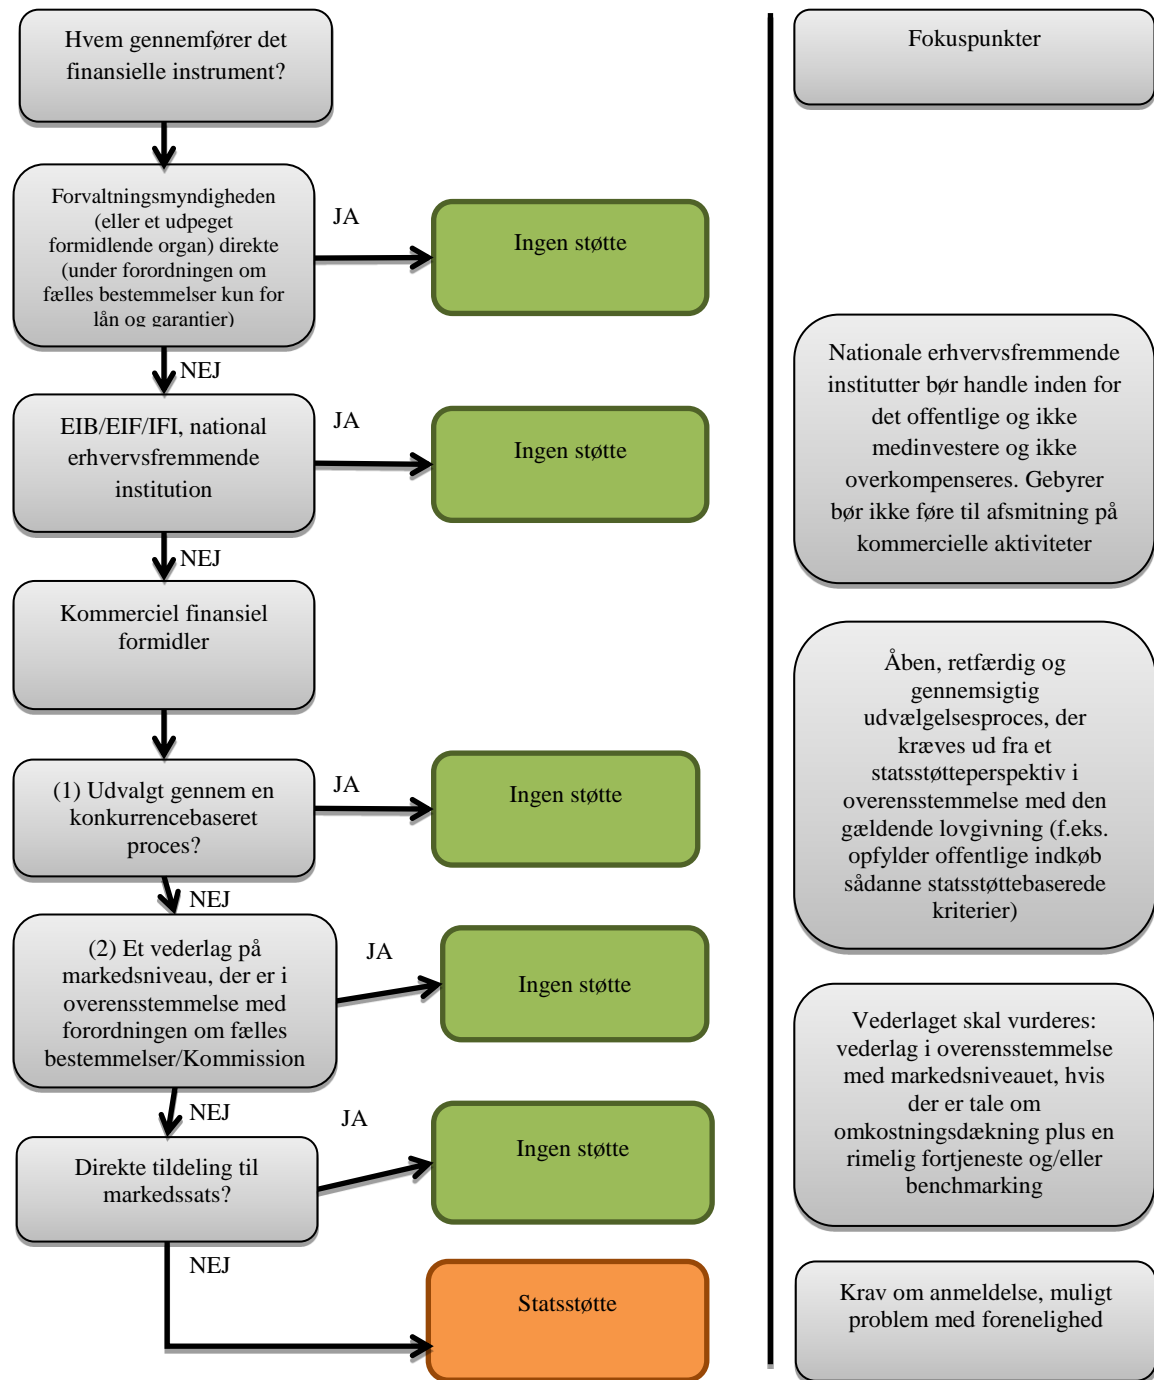 Hvem gennemfører det
finansielle instrument?
Forvaltningsmyndigheden
(eller et udpeget
formidlende organ) direkte
(under forordningen om
fælles bestemmelser kun for
lån og garantier)
JA
Ingen støtte
NEJ
EIB/EIF/IFI, national
erhvervsfremmende
institution
JA
Ingen støtte
NEJ
Kommerciel finansiel
formidler
(1) Udvalgt gennem en
konkurrencebaseret
proces?
JA
Ingen støtte
NEJ
(2) Et vederlag på
markedsniveau, der er i
overensstemmelse med
forordningen om fælles
bestemmelser/Kommission
JA
Ingen støtte
NEJ
Direkte tildeling til
markedssats?
JA
Ingen støtte
NEJ
Statsstøtte
Fokuspunkter
Nationale erhvervsfremmende
institutter bør handle inden for
det offentlige og ikke
medinvestere og ikke
overkompenseres. Gebyrer
bør ikke føre til afsmitning på
kommercielle aktiviteter
Åben, retfærdig og
gennemsigtig
udvælgelsesproces, der
kræves ud fra et
statsstøtteperspektiv i
overensstemmelse med den
gældende lovgivning (f.eks.
opfylder offentlige indkøb
sådanne statsstøttebaserede
kriterier)
Vederlaget skal vurderes:
vederlag i overensstemmelse
med markedsniveauet, hvis
der er tale om
omkostningsdækning plus en
rimelig fortjeneste og/eller
benchmarking
Krav om anmeldelse, muligt
problem med forenelighed